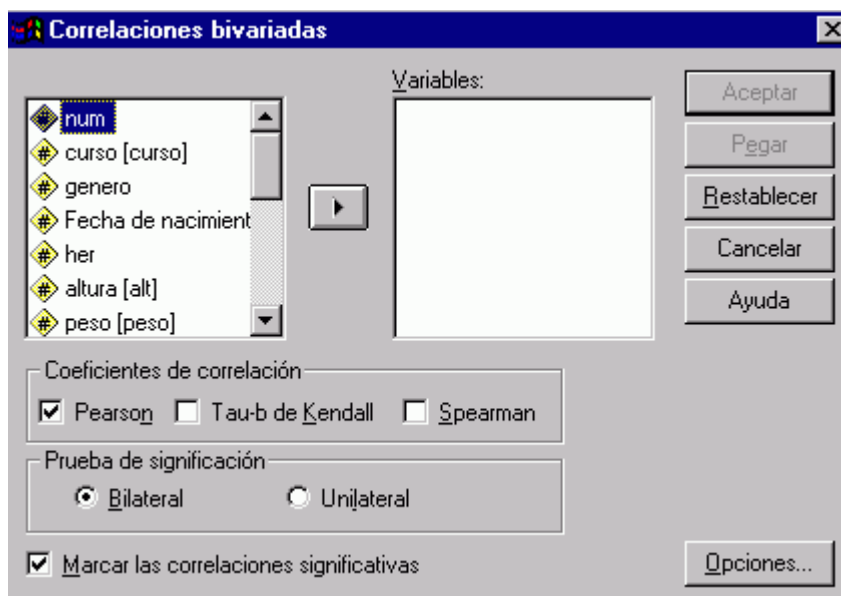 Correlaciones bivariadas
Variables:
num
curso [curso]
genero
Fecha de nacimient
her
altura [alt]
peso [peso]
Aceptar
Pegar
Restablecer
Cancelar
Ayuda
Coeficientes de correlación
Pearson Tau-b de Kendall Spearman
Prueba de significación
Bilateral Unilateral
Marcar las correlaciones significativas
Opciones...